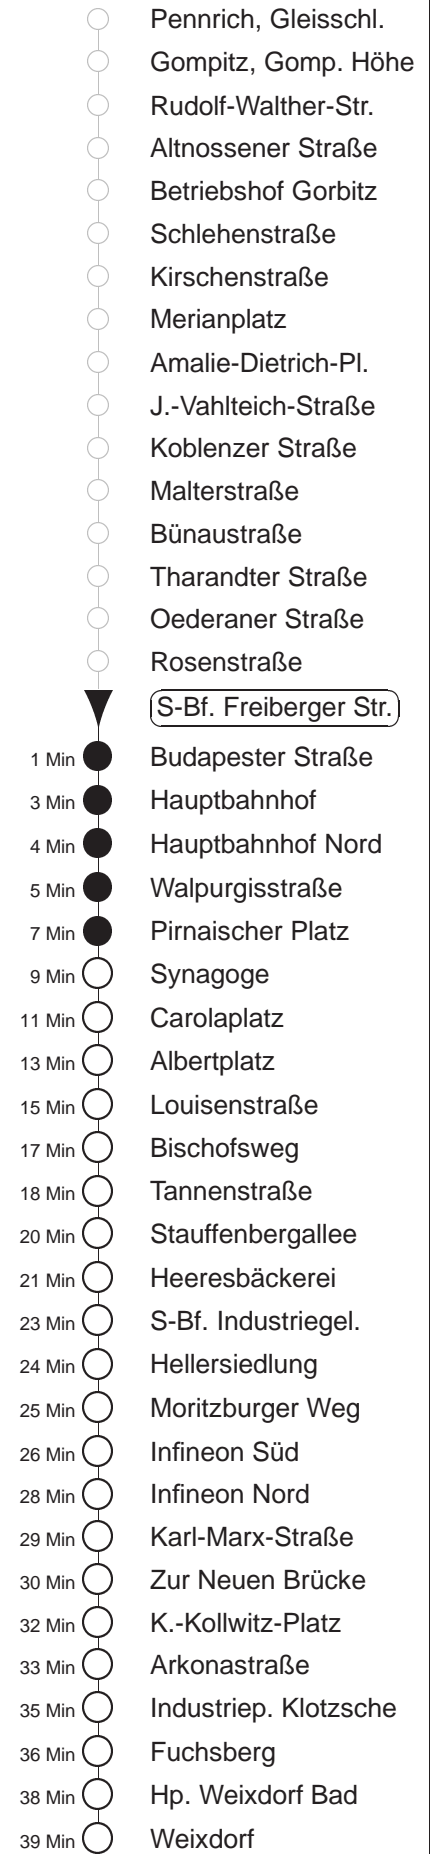 Pennrich, Gleisschl.
Gompitz, Gomp. Höhe
Rudolf-Walther-Str.
Altnossener Straße
Betriebshof Gorbitz
Schlehenstraße
Kirschenstraße
Merianplatz
Amalie-Dietrich-Pl.
J.-Vahlteich-Straße
Koblenzer Straße
Malterstraße
Bünaustraße
Tharandter Straße
Oederaner Straße
Rosenstraße
S-Bf. Freiberger Str.
1 Min Budapester Straße
3 Min Hauptbahnhof
4 Min Hauptbahnhof Nord
5 Min Walpurgisstraße
7 Min Pirnaischer Platz
9 Min Synagoge
11 Min Carolaplatz
13 Min Albertplatz
15 Min Louisenstraße
17 Min Bischofsweg
18 Min Tannenstraße
20 Min Stauffenbergallee
21 Min Heeresbäckerei
23 Min S-Bf. Industriegel.
24 Min Hellersiedlung
25 Min Moritzburger Weg
26 Min Infineon Süd
28 Min Infineon Nord
29 Min Karl-Marx-Straße
30 Min Zur Neuen Brücke
32 Min K.-Kollwitz-Platz
33 Min Arkonastraße
35 Min Industriep. Klotzsche
36 Min Fuchsberg
38 Min Hp. Weixdorf Bad
39 Min Weixdorf